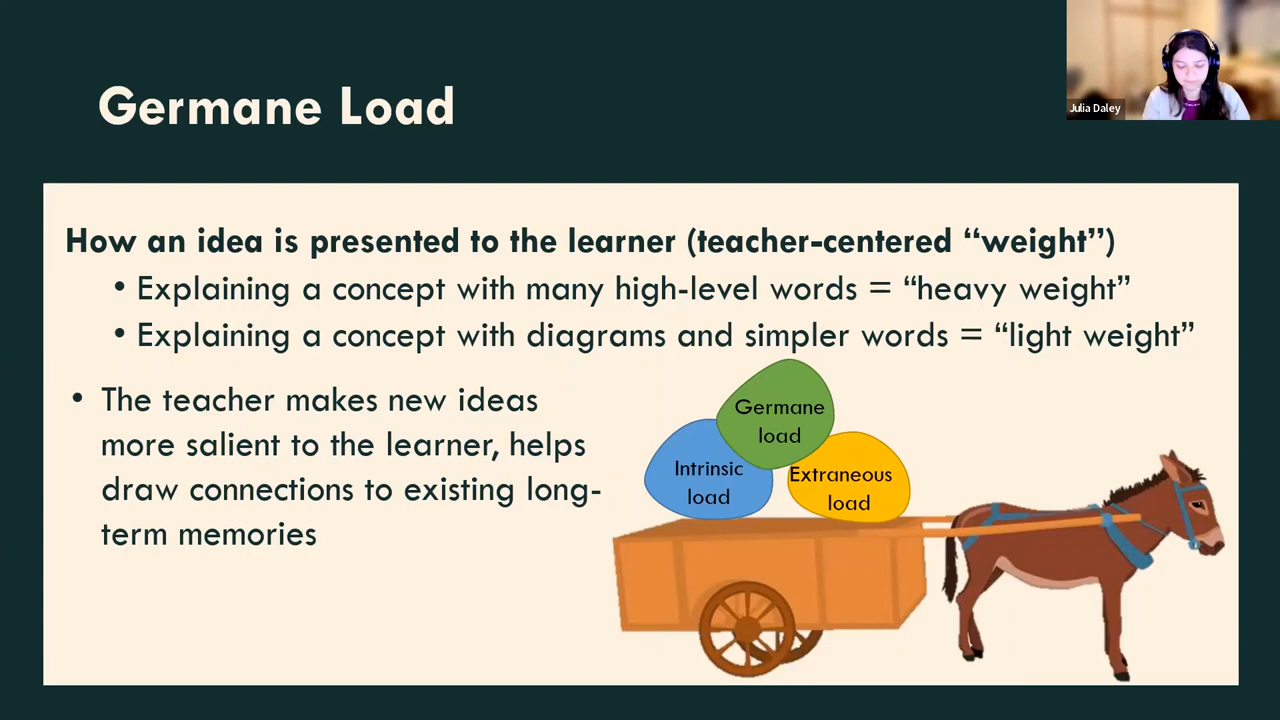 Germane Load
Julia Daley
How an idea is presented to the learner (teacher-centered “weight”)
• Explaining a concept with many high-level words = “heavy weight”
• Explaining a concept with diagrams and simpler words = “light weight”
• The teacher makes new ideas
more salient to the learner, helps
draw connections to existing long-
term memories
Germane
load
Intrinsic
load
Extraneous
load